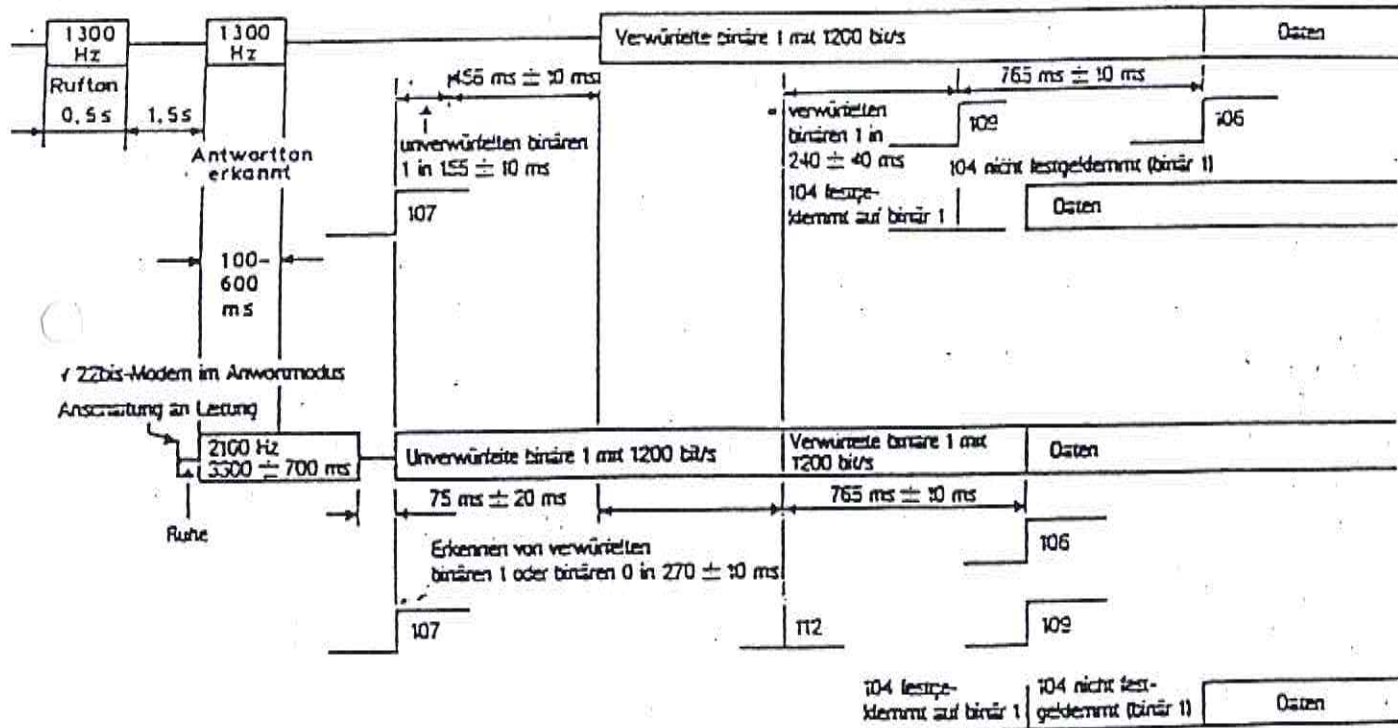 1300
Hz
1300
Hz
Verwürfelte binäre 1 mit 1200 bit/s
Daten
Rufton
0,5s
1,5s
456 ms ± 10 ms
765 ms ± 10 ms
unverwürfelten binären
1 in 155 ± 10 ms
verwürfelten
binären 1 in
240 ± 40 ms
109
106
Antwortton
erkannt
104 nicht festgeklemmt (binär 1)
104 festge-
klemmt auf binär 1
107
Daten
100-
600
ms
22bis-Modem im Antwortmodus
Anschaltung an Leitung
2100 Hz
3300 ± 700 ms
Unverwürfelte binäre 1 mit 1200 bit/s
Verwürfelte binäre 1 mit
1200 bit/s
Daten
75 ms ± 20 ms
765 ms ± 10 ms
Ruhe
Erkennen von verwürfelten
binären 1 oder binären 0 in 270 ± 10 ms
106
107
112
109
104 festge-
klemmt auf binär 1
104 nicht fest-
geklemmt (binär 1)
Daten